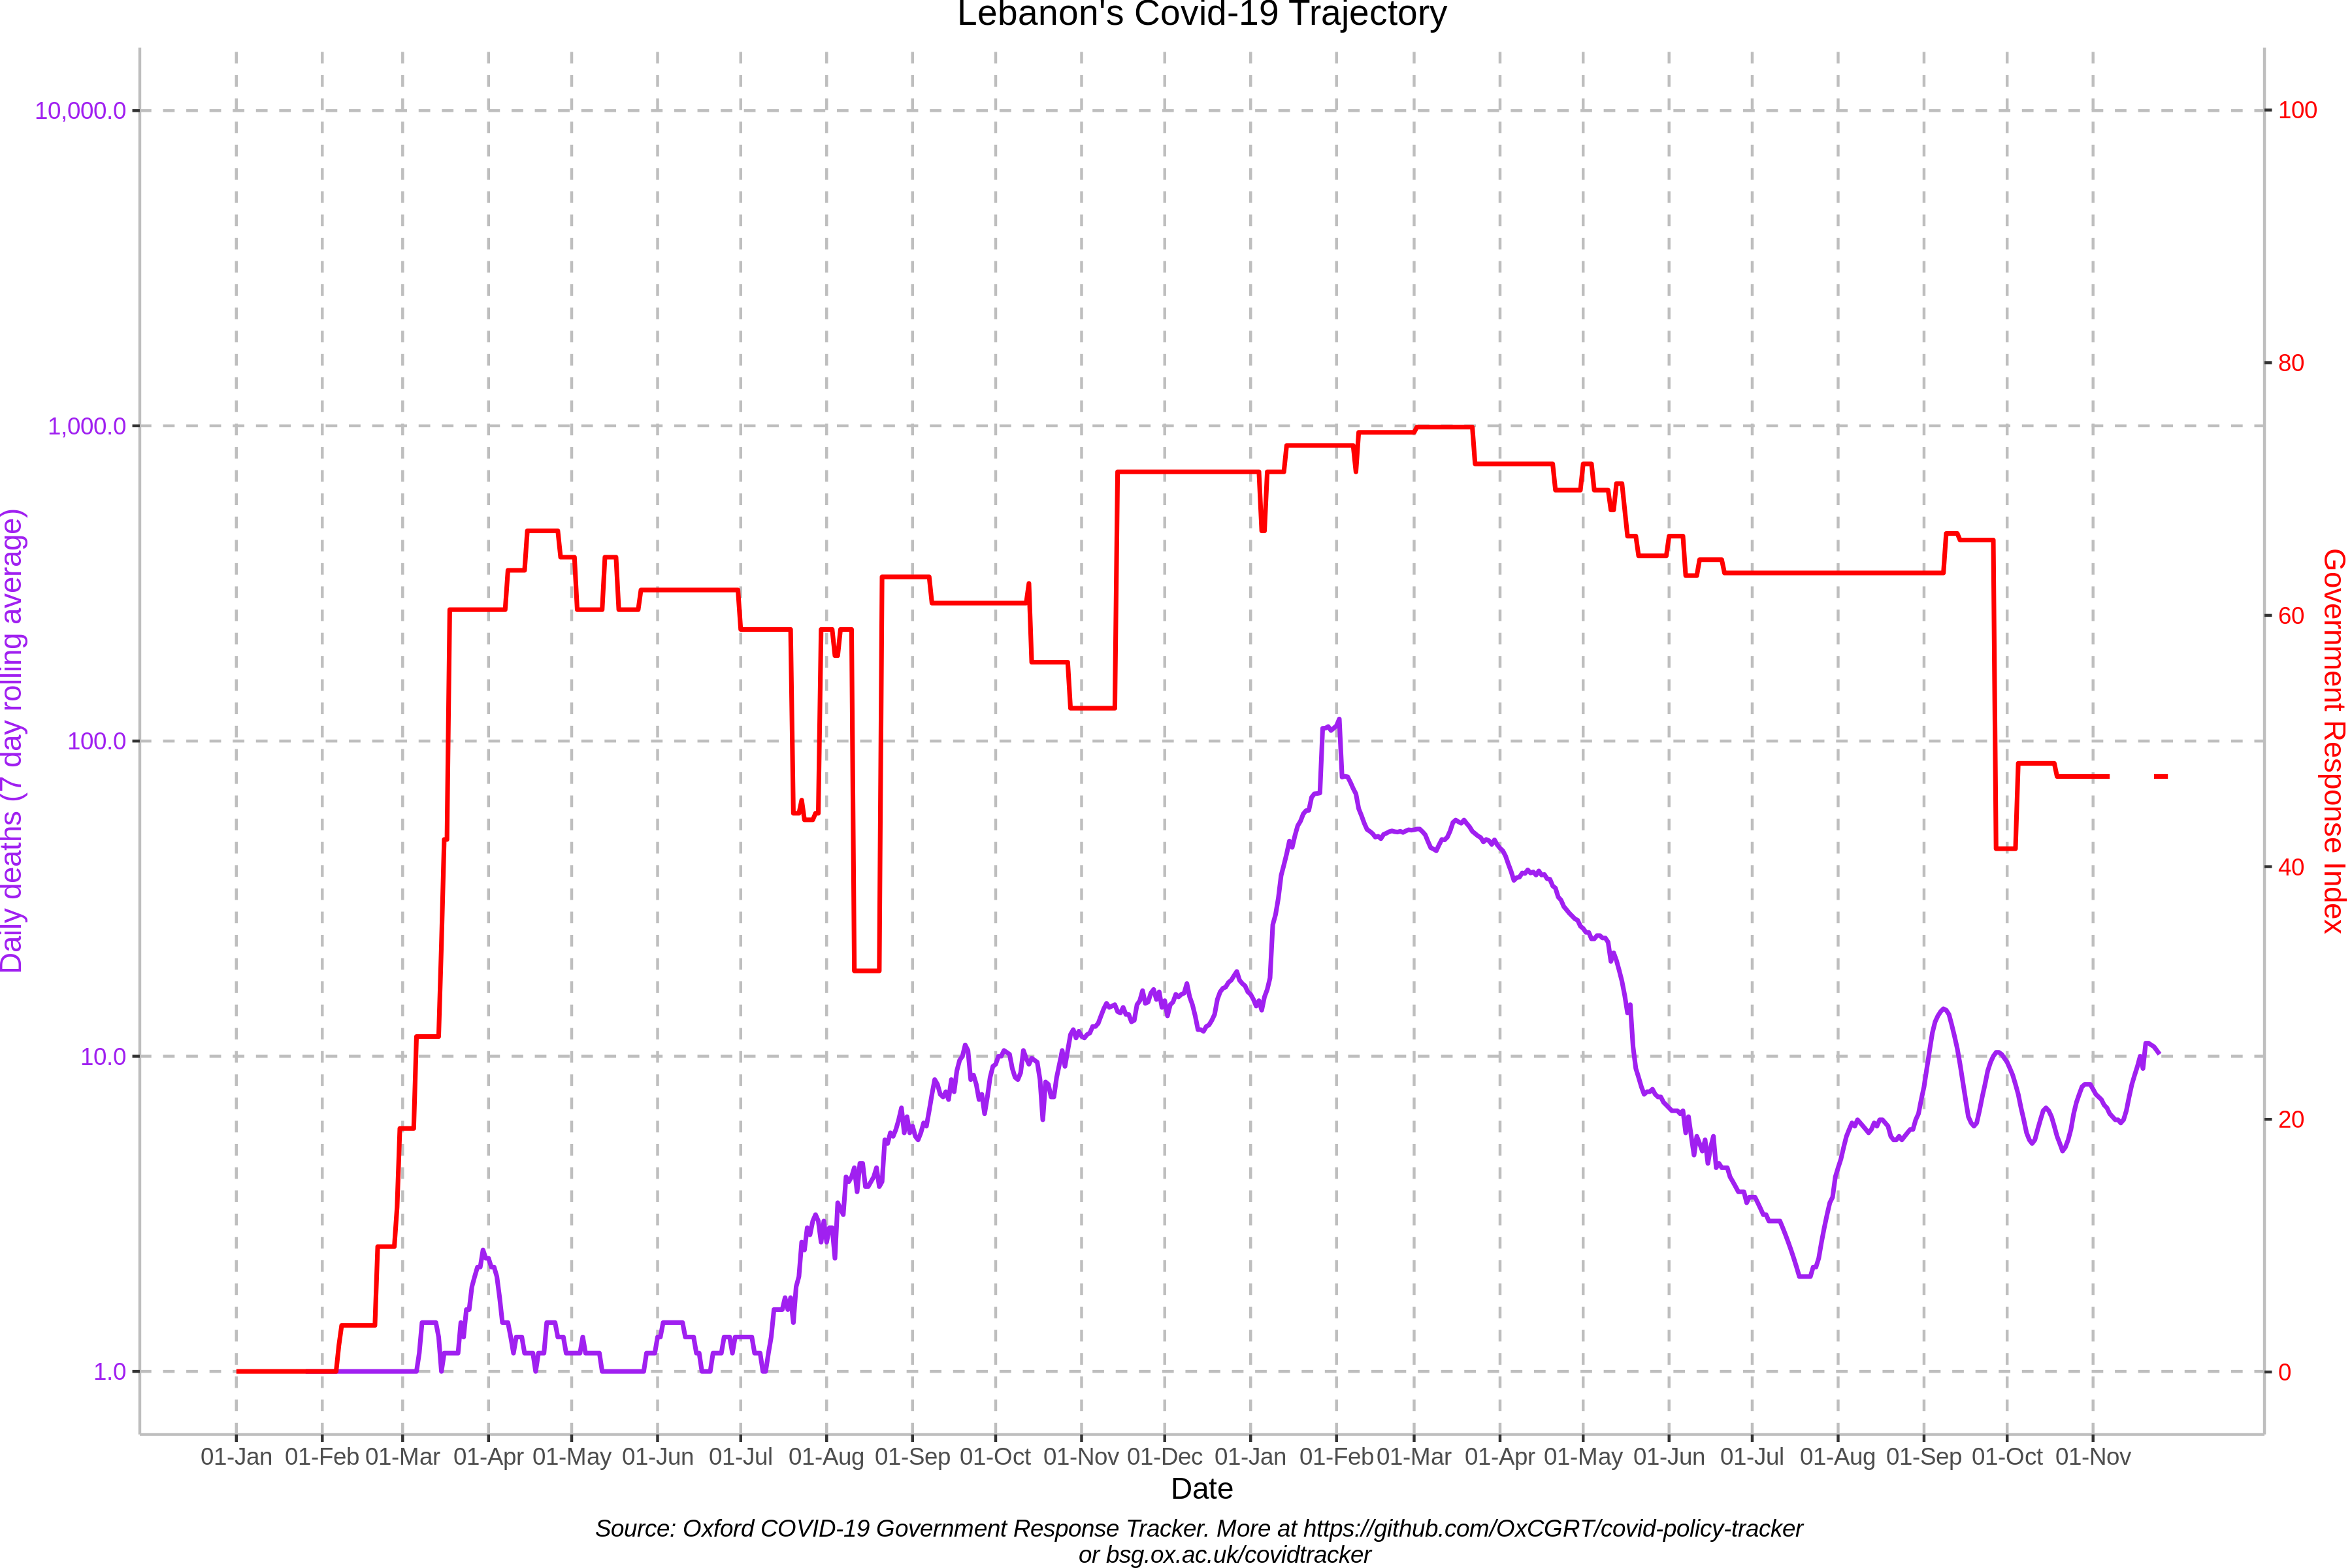 Lebanon's Covid-19 Trajectory
10,000.0
1,000.0
100.0
10.0
1.0
Daily deaths (7 day rolling average)
100
80
60
40
20
0
Government Response Index
01-Jan 01-Feb 01-Mar 01-Apr 01-May 01-Jun 01-Jul 01-Aug 01-Sep 01-Oct 01-Nov 01-Dec 01-Jan 01-Feb 01-Mar 01-Apr 01-May 01-Jun 01-Jul 01-Aug 01-Sep 01-Oct 01-Nov
Date
Source: Oxford COVID-19 Government Response Tracker. More at https://github.com/OxCGRT/covid-policy-tracker
or bsg.ox.ac.uk/covidtracker